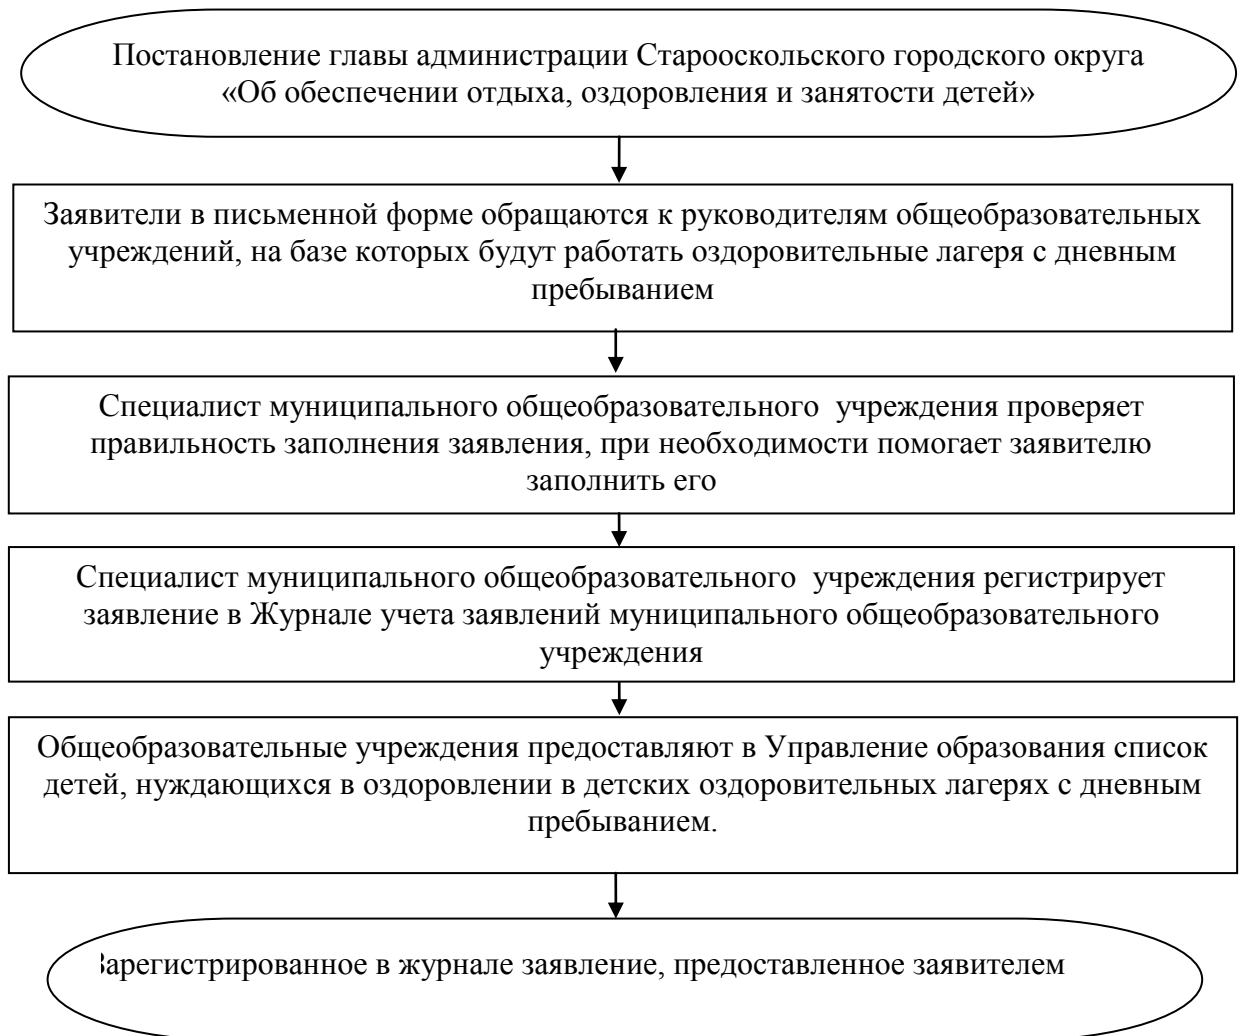 Постановление главы администрации Старооскольского городского округа
«Об обеспечении отдыха, оздоровления и занятости детей»
Заявители в письменной форме обращаются к руководителям общеобразовательных
учреждений, на базе которых будут работать оздоровительные лагеря с дневным
пребыванием
Специалист муниципального общеобразовательного учреждения проверяет
правильность заполнения заявления, при необходимости помогает заявителю
заполнить его
Специалист муниципального общеобразовательного учреждения регистрирует
заявление в Журнале учета заявлений муниципального общеобразовательного
учреждения
Общеобразовательные учреждения предоставляют в Управление образования список
детей, нуждающихся в оздоровлении в детских оздоровительных лагерях с дневным
пребыванием.
Зарегистрированное в журнале заявление, предоставленное заявителем